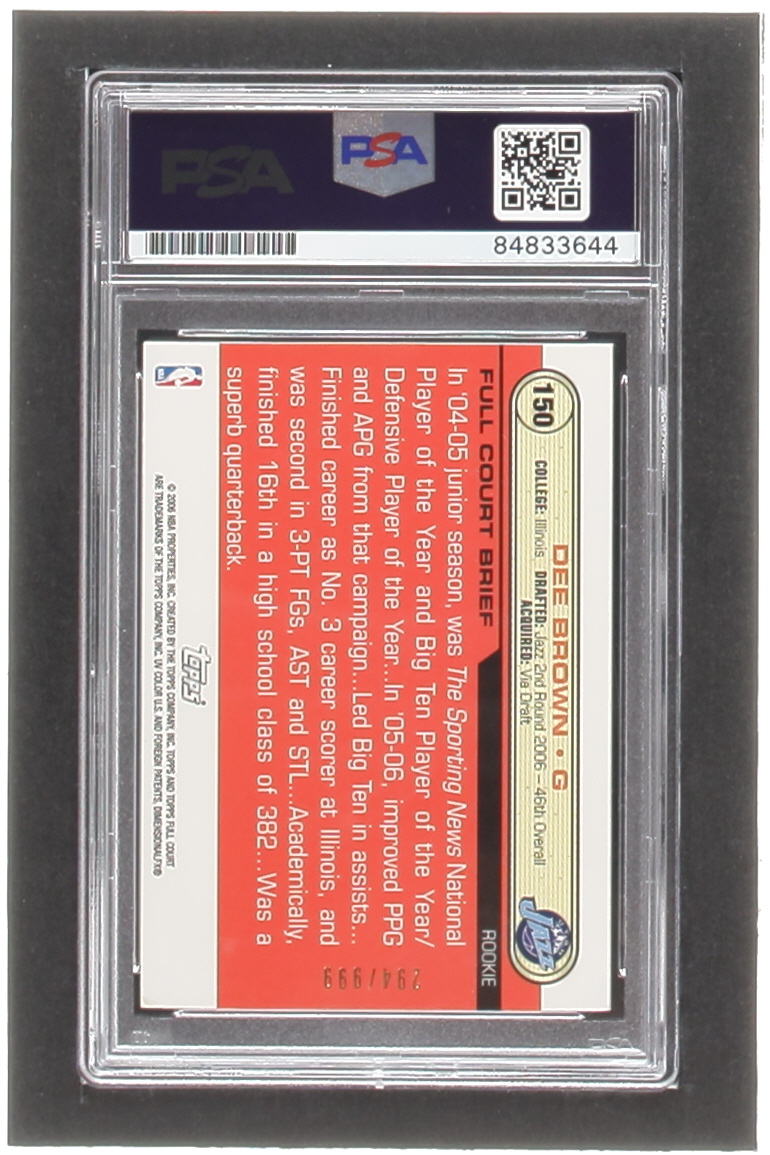 PSA
PSA
84833644
150
DEE BROWN • G
COLLEGE: Illinois DRAFTED: Jazz 2nd Round 2006 – 46th Overall
ACQUIRED: Via Draft
JAZZ
FULL COURT BRIEF
ROOKIE
In '04-05 junior season, was The Sporting News National
Player of the Year and Big Ten Player of the Year/
Defensive Player of the Year...In '05-06, improved PPG
and APG from that campaign...Led Big Ten in assists...
Finished career as No. 3 career scorer at Illinois, and
was second in 3-PT FGs, AST and STL...Academically,
finished 16th in a high school class of 382...Was a
superb quarterback.
294/999
topps
© 2006 NBA PROPERTIES, INC. CREATED BY THE TOPPS COMPANY, INC. TOPPS AND TOPPS FULL COURT
ARE TRADEMARKS OF THE TOPPS COMPANY, INC. UV COLOR U.S. AND FOREIGN PATENTS, DIMENSIONAL FX®